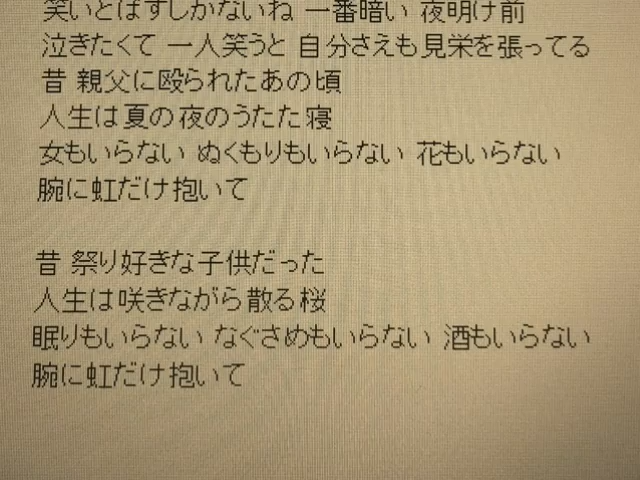 笑いとばすしかないね 一番暗い 夜明け前
泣きたくて 一人笑うと 自分さえも見栄を張ってる
昔 親父に殴られたあの頃
人生は夏の夜のうたた寝
女もいらない ぬくもりもいらない 花もいらない
腕に虹だけ抱いて
昔 祭り好きな子供だった
人生は咲きながら散る桜
眠りもいらない なぐさめもいらない 酒もいらない
腕に虹だけ抱いて